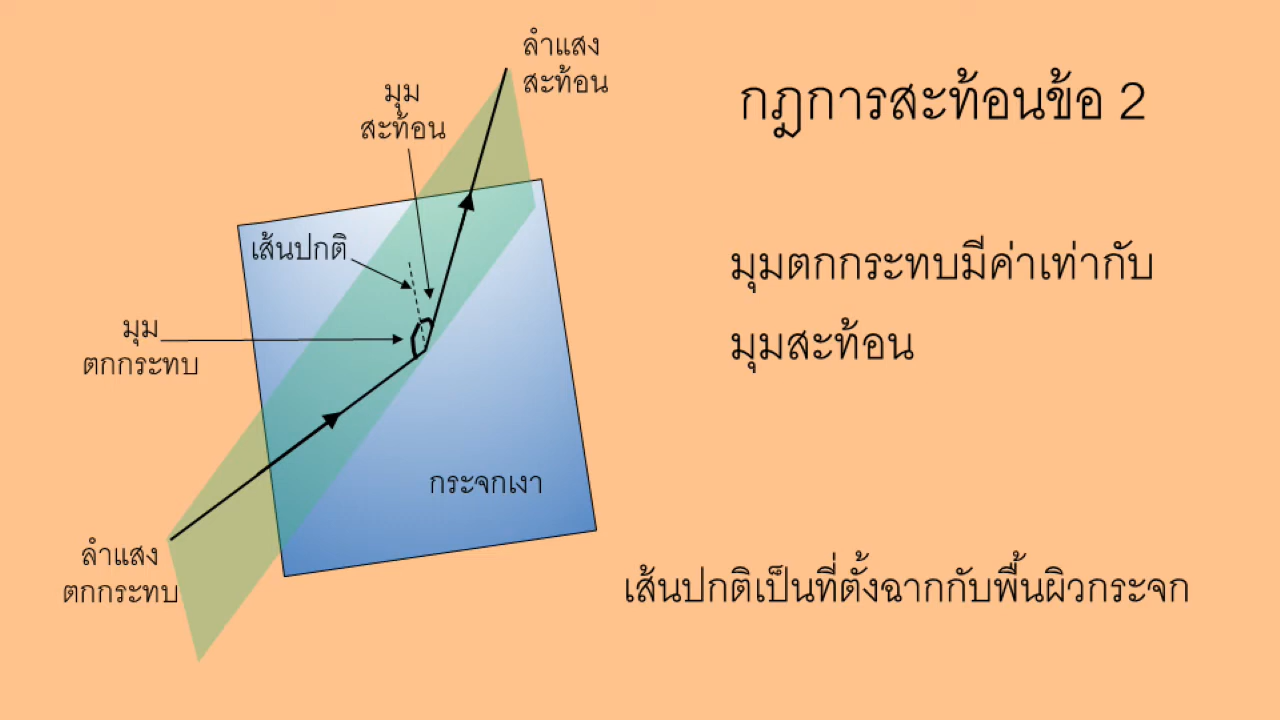 ลำแสง
สะท้อน
มุม
สะท้อน
กฎการสะท้อนข้อ 2
เส้นปกติ
มุมตกกระทบมีค่าเท่ากับ
มุมสะท้อน
มุม
ตกกระทบ
กระจกเงา
ลำแสง
ตกกระทบ
เส้นปกติเป็นที่ตั้งฉากกับพื้นผิวกระจก